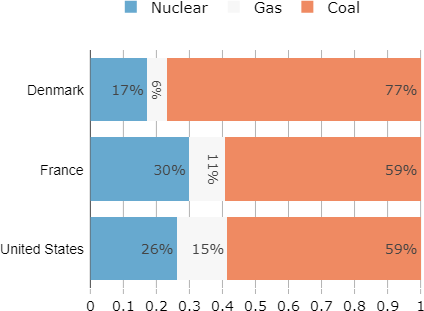 Nuclear Gas Coal
Denmark 17% 6% 77%
France 30% 11% 59%
United States 26% 15% 59%
0 0.1 0.2 0.3 0.4 0.5 0.6 0.7 0.8 0.9 1